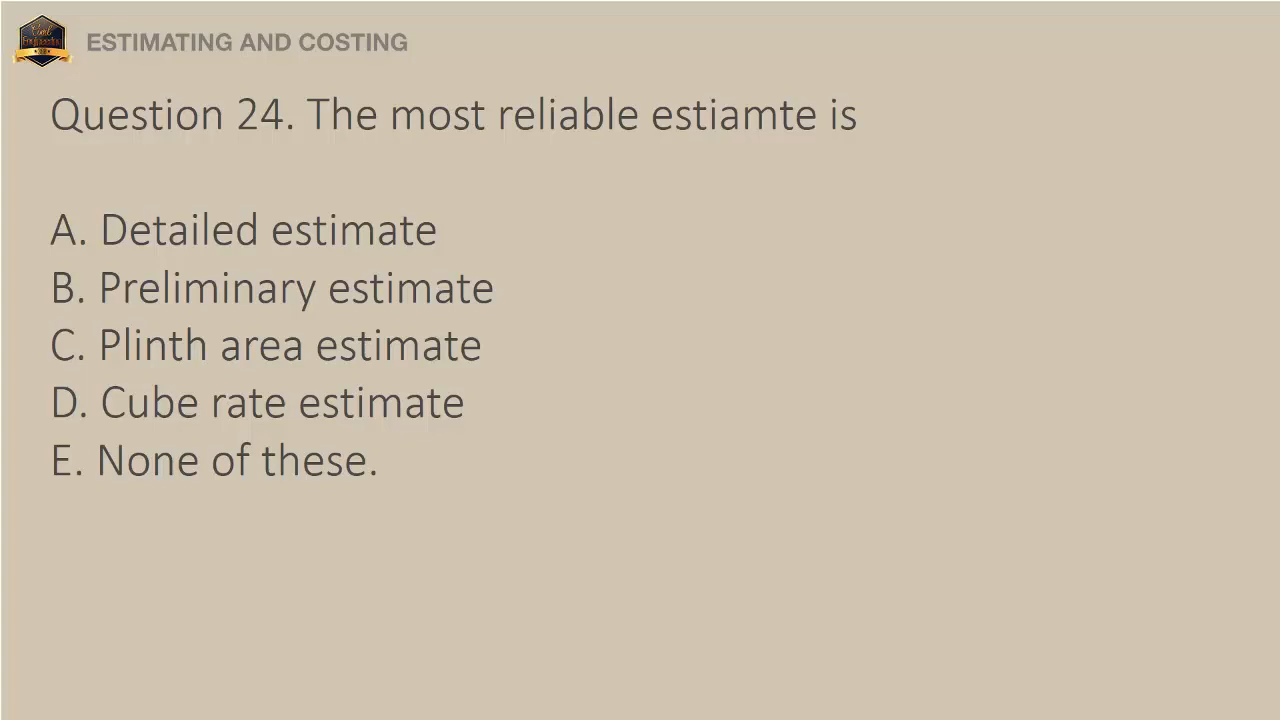 ESTIMATING AND COSTING
Question 24. The most reliable estiamte is
A. Detailed estimate
B. Preliminary estimate
C. Plinth area estimate
D. Cube rate estimate
E. None of these.